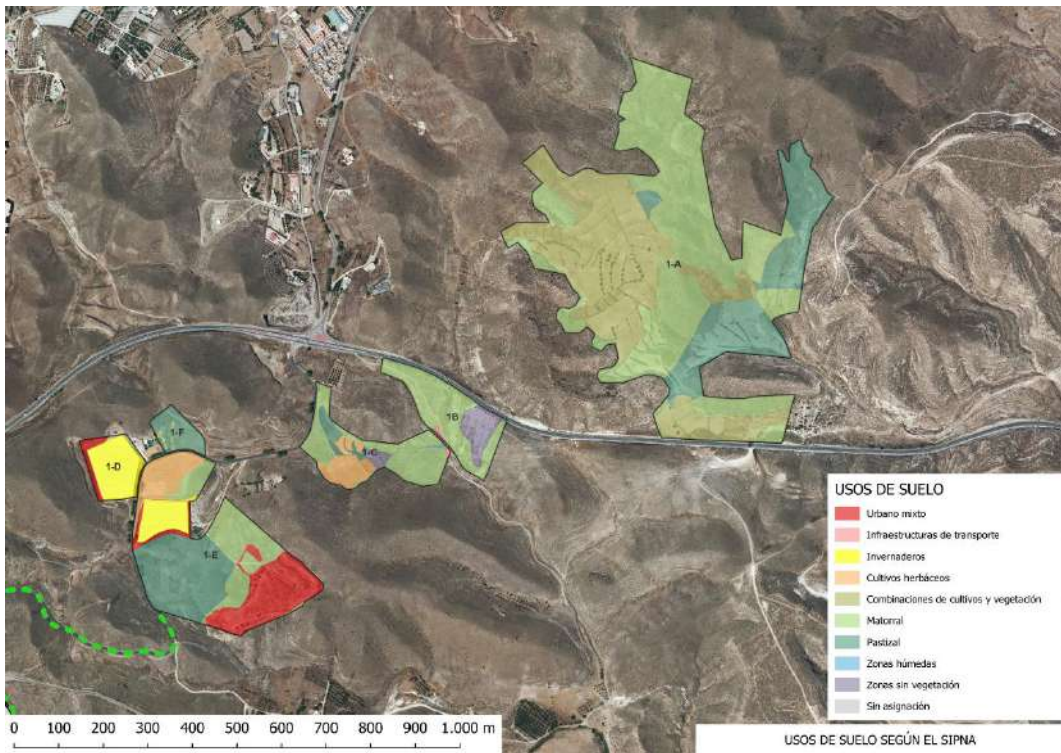 1-A
1B
1-C
1-F
1-D
1-E
USOS DE SUELO
Urbano mixto
Infraestructuras de transporte
Invernaderos
Cultivos herbáceos
Combinaciones de cultivos y vegetación
Matorral
Pastizal
Zonas húmedas
Zonas sin vegetación
Sin asignación
0 100 200 300 400 500 600 700 800 900 1.000 m
USOS DE SUELO SEGÚN EL SIPNA